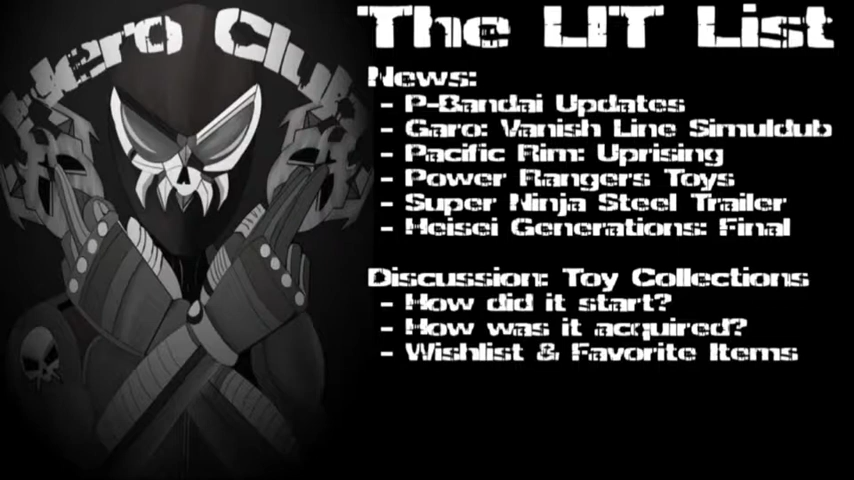 Hero Club
The LIT List
News:
- P-Bandai Updates
- Garo: Vanish Line Simuldub
- Pacific Rim: Uprising
- Power Rangers Toys
- Super Ninja Steel Trailer
- Heisei Generations: Final
Discussion: Toy Collections
- How did it start?
- How was it acquired?
- Wishlist & Favorite Items